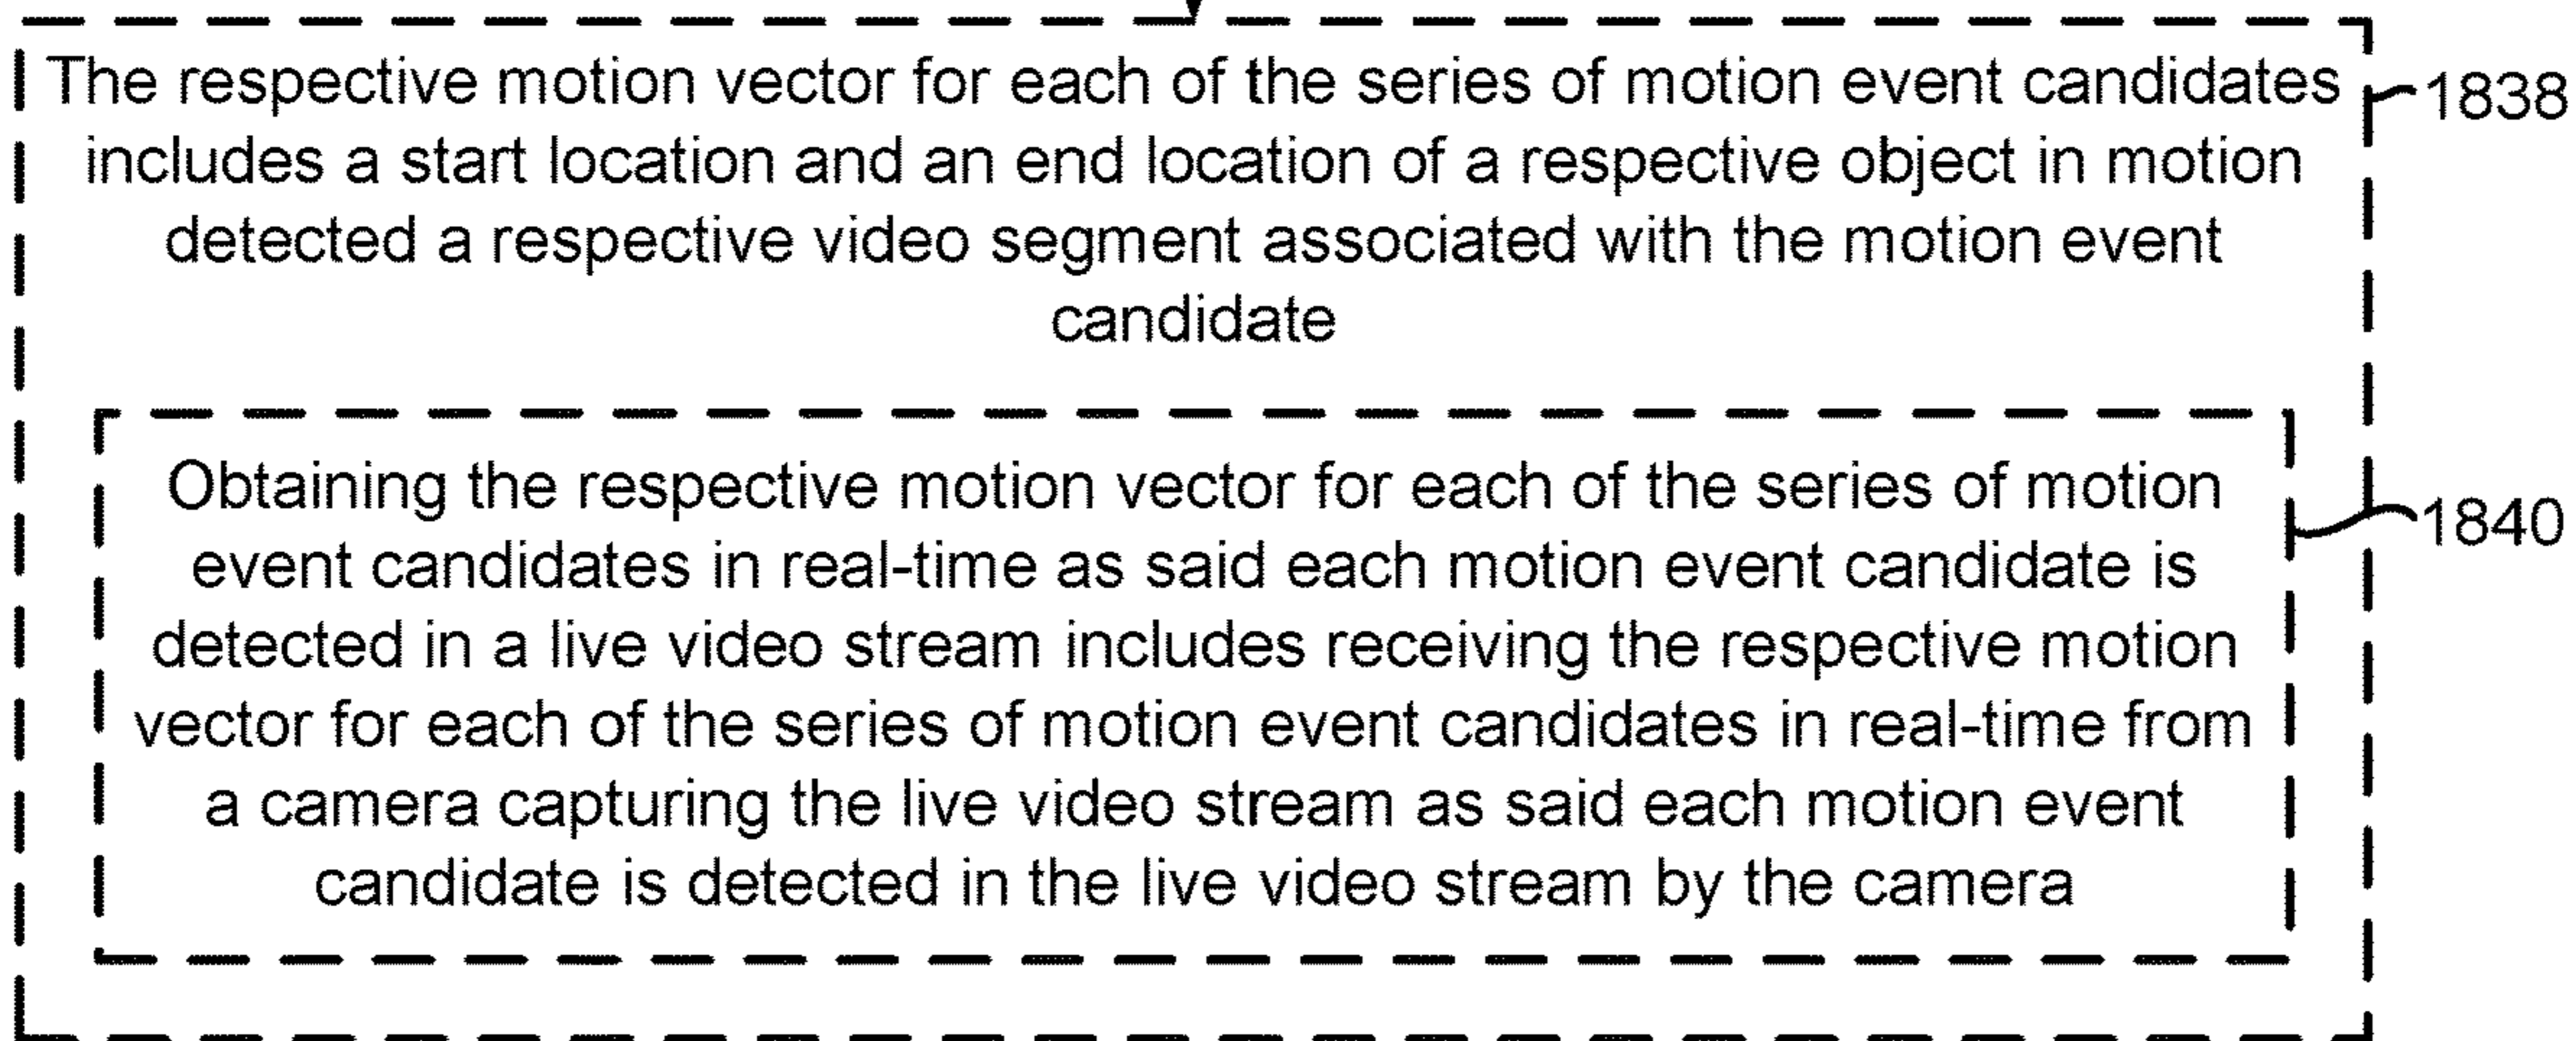 The respective motion vector for each of the series of motion event candidates
includes a start location and an end location of a respective object in motion
detected a respective video segment associated with the motion event
candidate
1838
Obtaining the respective motion vector for each of the series of motion
event candidates in real-time as said each motion event candidate is
detected in a live video stream includes receiving the respective motion
vector for each of the series of motion event candidates in real-time from
a camera capturing the live video stream as said each motion event
candidate is detected in the live video stream by the camera
1840